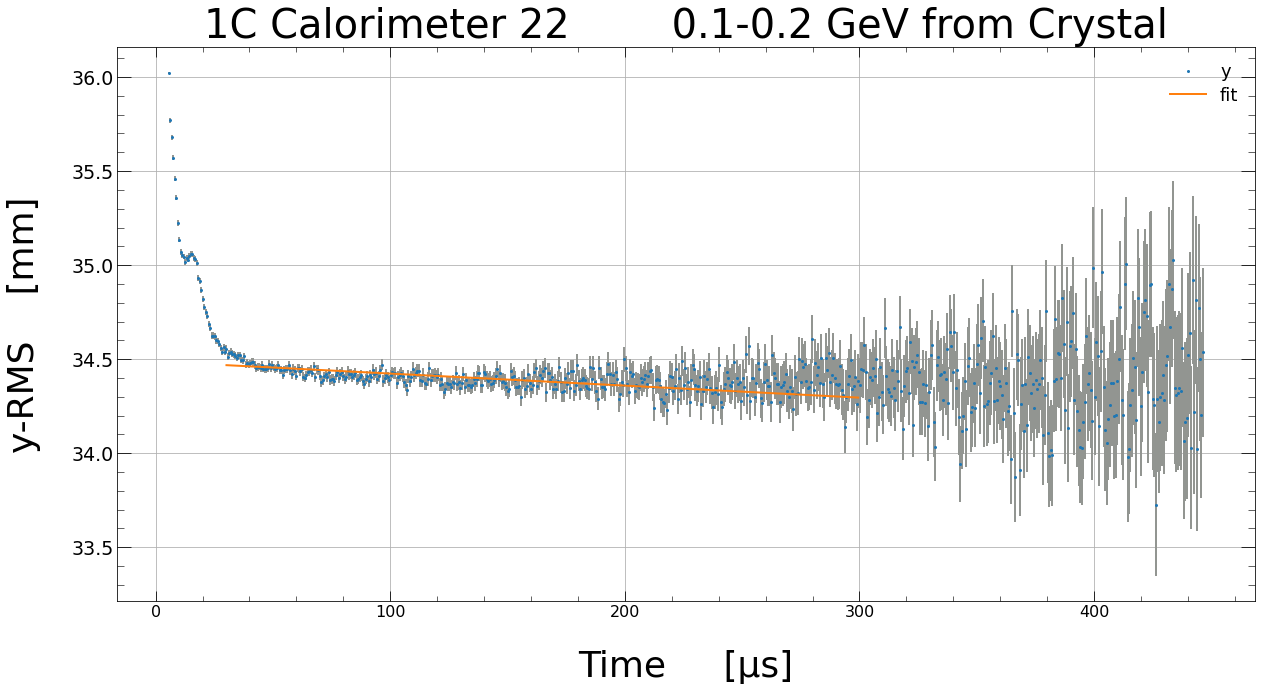 1C Calorimeter 22 0.1-0.2 GeV from Crystal
y
fit
36.0
35.5
35.0
34.5
34.0
33.5
y-RMS [mm]
0 100 200 300 400
Time [μs]